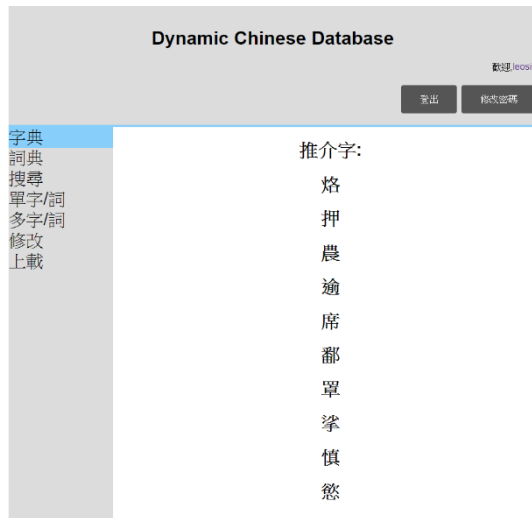 Dynamic Chinese Database
歡迎,leosi
登出 修改密碼
字典
詞典
搜尋
單字/詞
多字/詞
修改
上載
推介字:
烙
押
農
逾
席
鄱
罩
挲
慎
慾